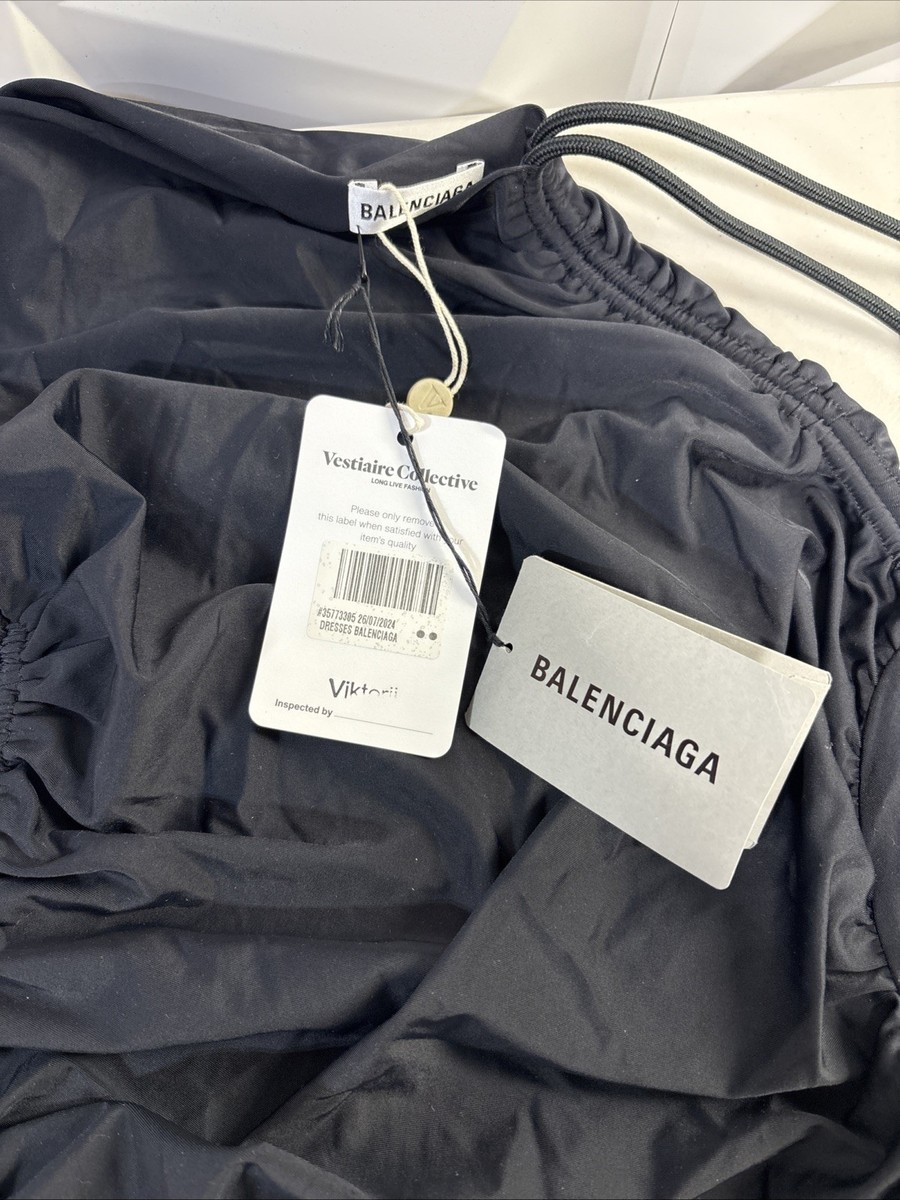 BALENCIAGA
Vestiaire Collective
LONG LIVE FASHION
Please only remove
this label when satisfied with your
item's quality
#35773305 26/07/2024
DRESSES BALENCIAGA
Viktorii
Inspected by
BALENCIAGA